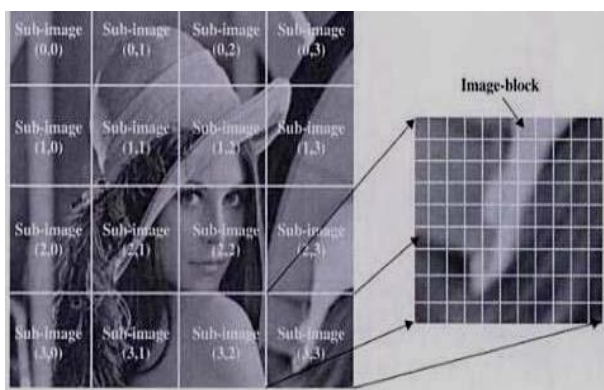 Sub-image Sub-image Sub-image Sub-image
(0,0) (0,1) (0,2) (0,3)
Image-block
Sub-image Sub-image Sub-image Sub-image
(1,0) (1,1) (1,2) (1,3)
Sub-image Sub-image Sub-image Sub-image
(2,0) (2,1) (2,2) (2,3)
Sub-image Sub-image Sub-image Sub-image
(3,0) (3,1) (3,2) (3,3)